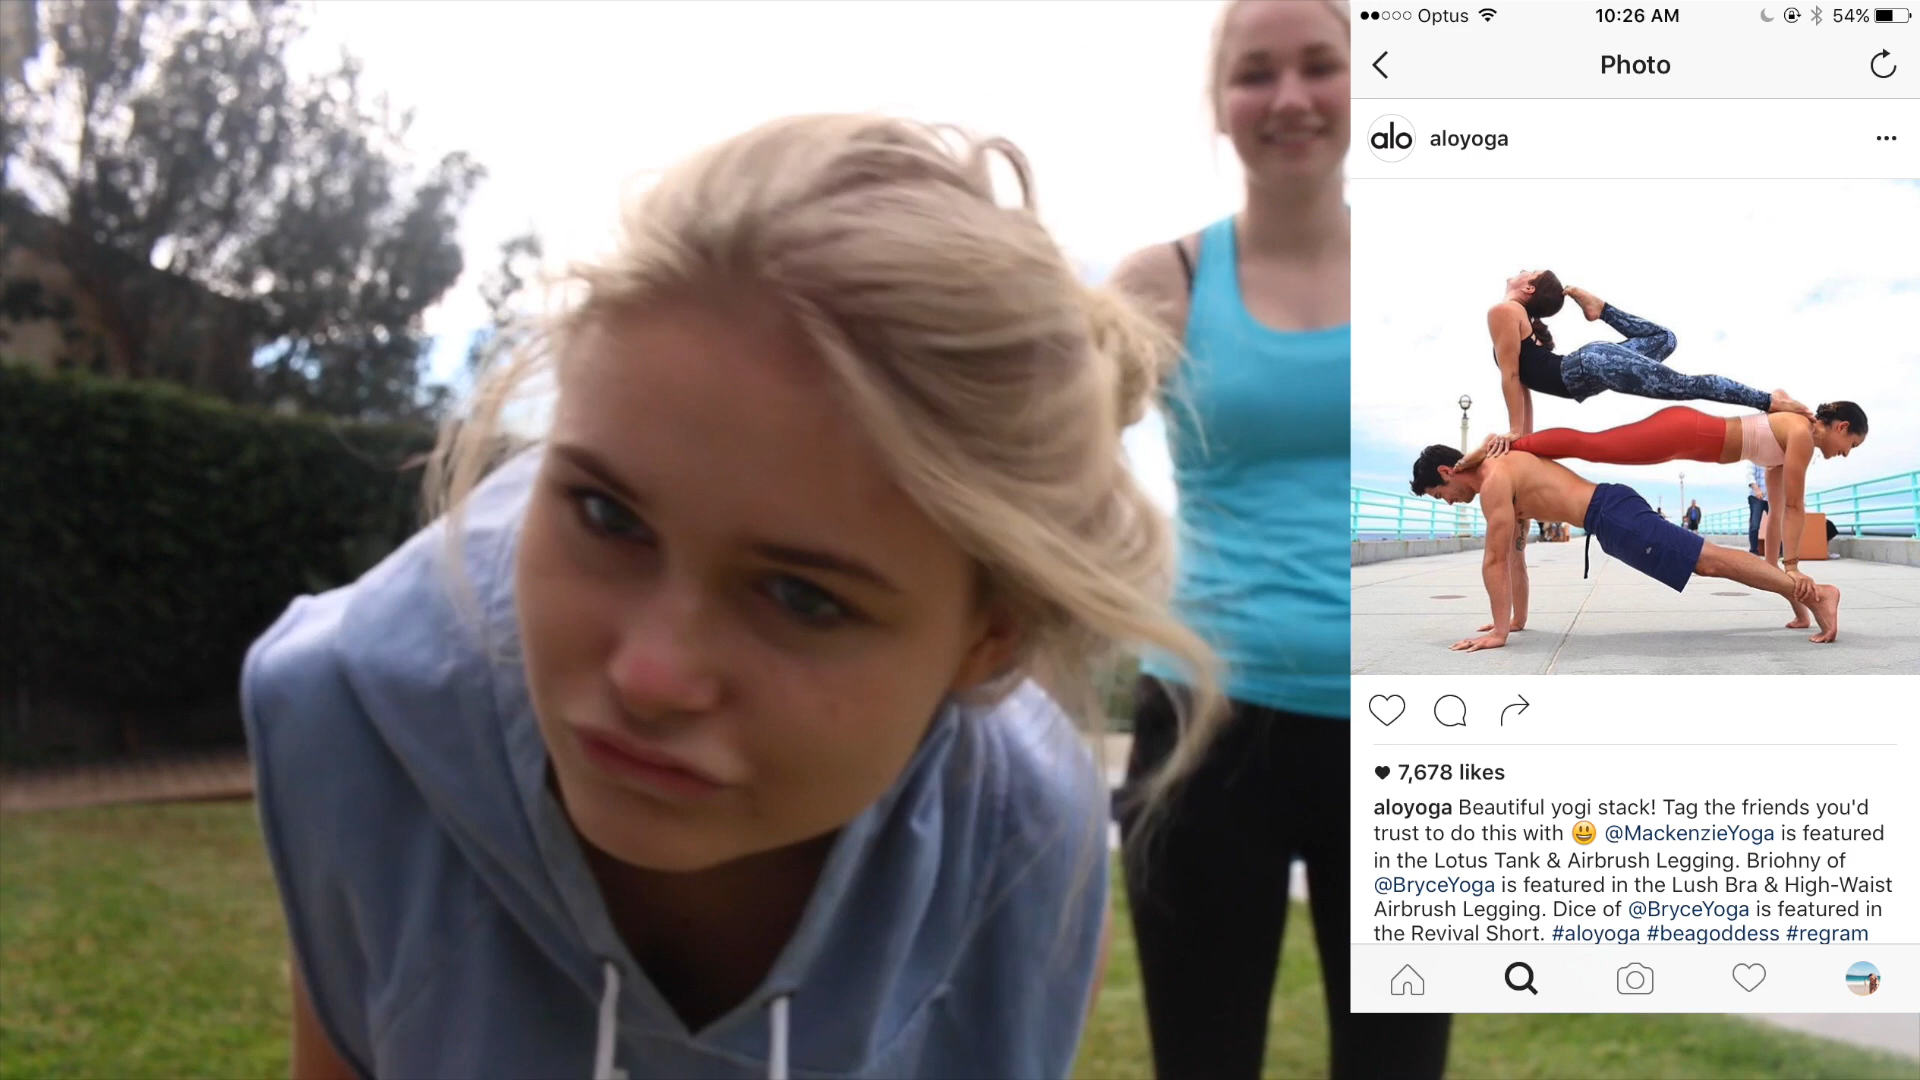 Optus 10:26 AM 54%
Photo
alo aloyoga
7,678 likes
aloyoga Beautiful yogi stack! Tag the friends you'd
trust to do this with 😃 @MackenzieYoga is featured
in the Lotus Tank & Airbrush Legging. Briohny of
@BryceYoga is featured in the Lush Bra & High-Waist
Airbrush Legging. Dice of @BryceYoga is featured in
the Revival Short. #aloyoga #beagoddess #regram